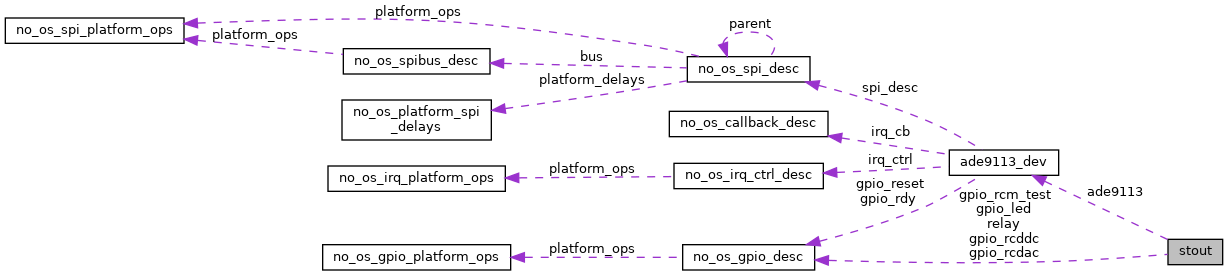 platform_ops
no_os_spi_platform_ops
platform_ops
parent
no_os_spibus_desc
bus
no_os_spi_desc
platform_delays
spi_desc
no_os_platform_spi
_delays
no_os_callback_desc
irq_cb
ade9113_dev
irq_ctrl
no_os_irq_platform_ops
platform_ops
no_os_irq_ctrl_desc
gpio_reset
gpio_rdy
ade9113
gpio_rcm_test
gpio_led
relay
gpio_rcddc
gpio_rcdac
stout
no_os_gpio_platform_ops
platform_ops
no_os_gpio_desc